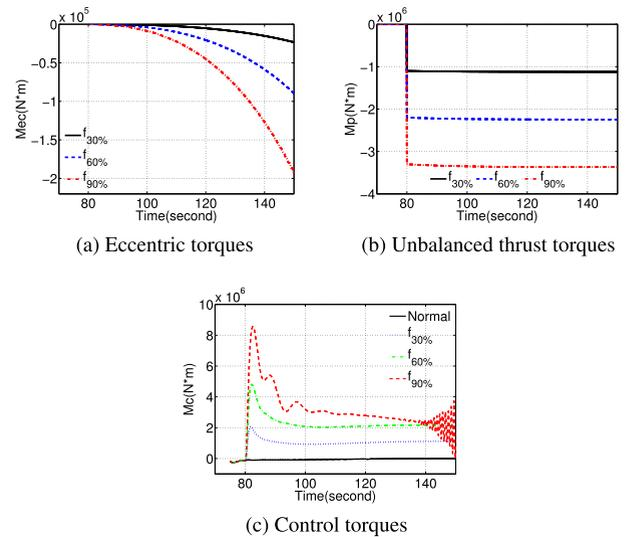 x 10^5
0
−0.5
−1
−1.5
−2
Mec(N*m)
f30%
f60%
f90%
80 100 120 140
Time(second)
(a) Eccentric torques
x 10^6
0
−1
−2
−3
−4
Mp(N*m)
f30% f60% f90%
80 100 120 140
Time(second)
(b) Unbalanced thrust torques
x 10^6
10
8
6
4
2
0
Mc(N*m)
Normal
f30%
f60%
f90%
80 100 120 140
Time(second)
(c) Control torques